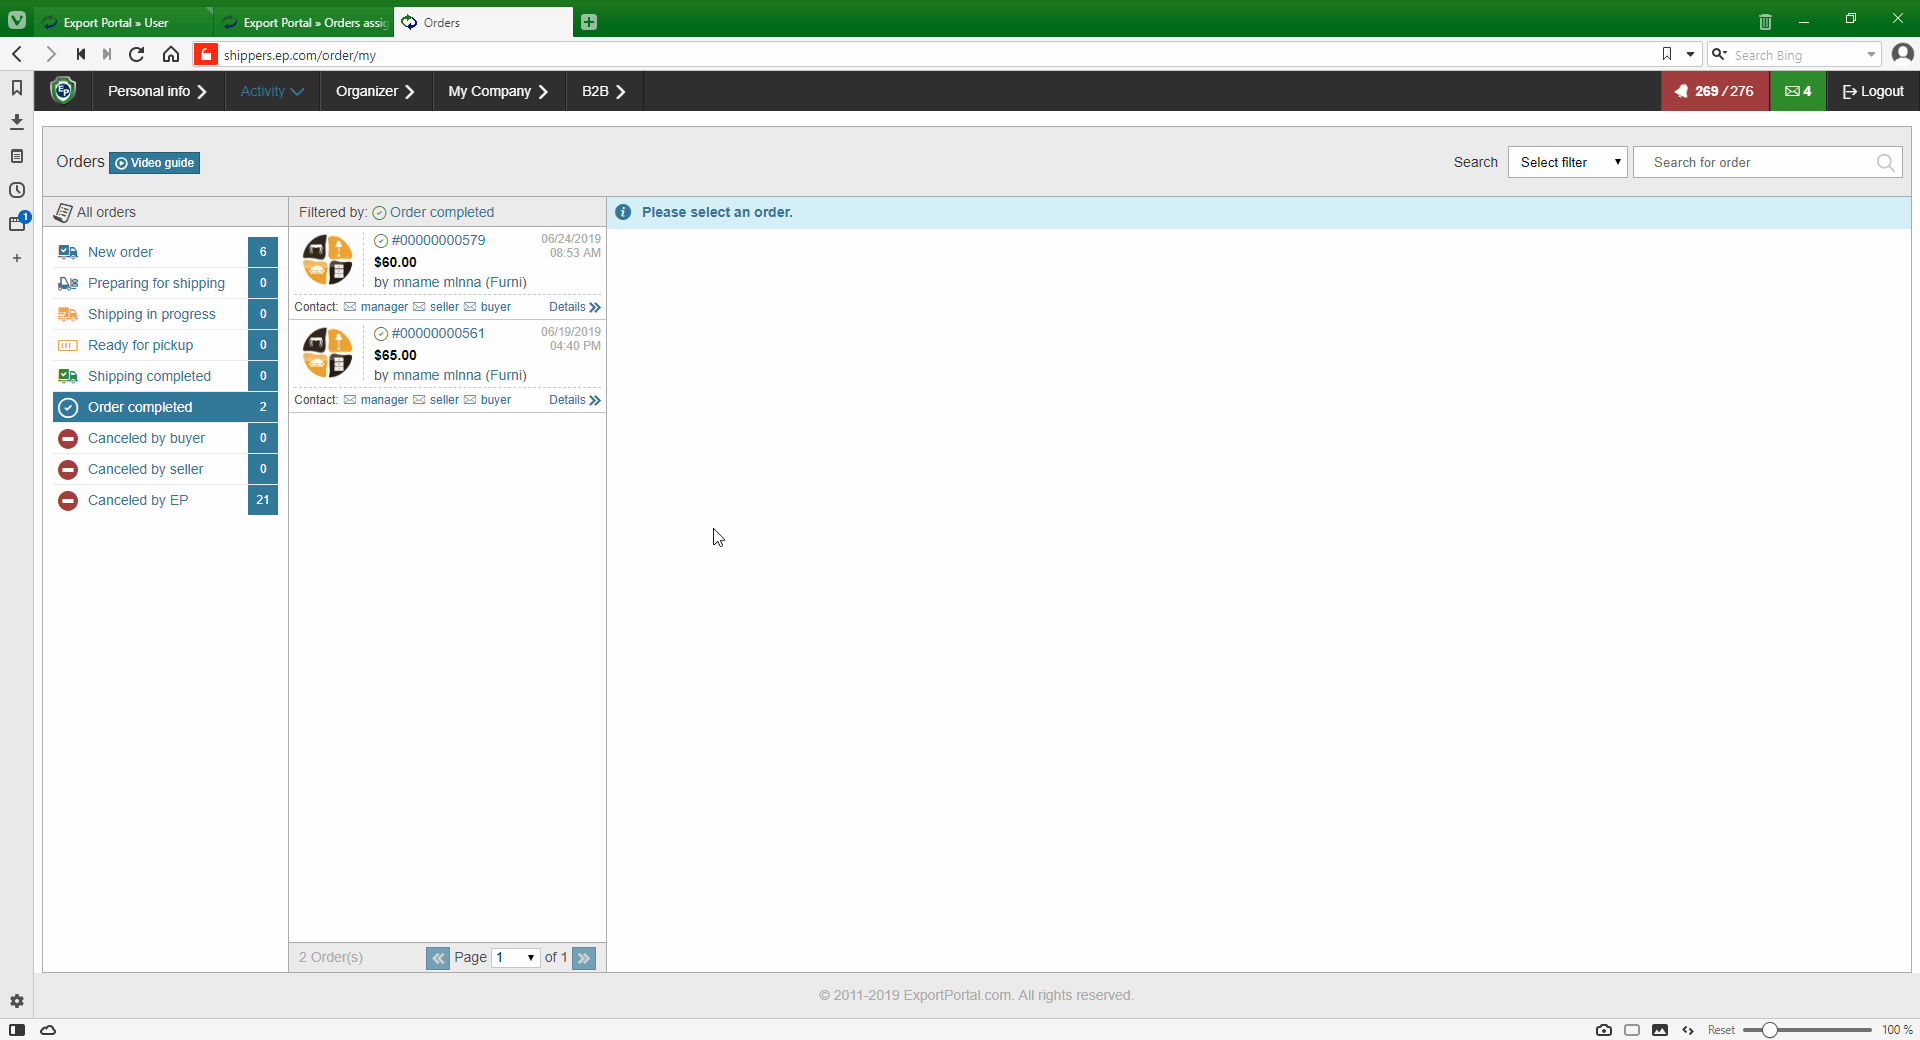 Export Portal » User
Export Portal » Orders assig
Orders
shippers.ep.com/order/my
Search Bing
EP
Personal info
Activity
Organizer
My Company
B2B
269 / 276
4
Logout
Orders
Video guide
Search
Select filter
Search for order
All orders
Filtered by: Order completed
Please select an order.
1
New order 6
Preparing for shipping 0
Shipping in progress 0
Ready for pickup 0
Shipping completed 0
Order completed 2
Canceled by buyer 0
Canceled by seller 0
Canceled by EP 21
#00000000579
06/24/2019
08:53 AM
$60.00
by mname mlnna (Furni)
Contact: manager seller buyer
Details
#00000000561
06/19/2019
04:40 PM
$65.00
by mname mlnna (Furni)
Contact: manager seller buyer
Details
2 Order(s)
Page 1 of 1
© 2011-2019 ExportPortal.com. All rights reserved.
Reset
100 %